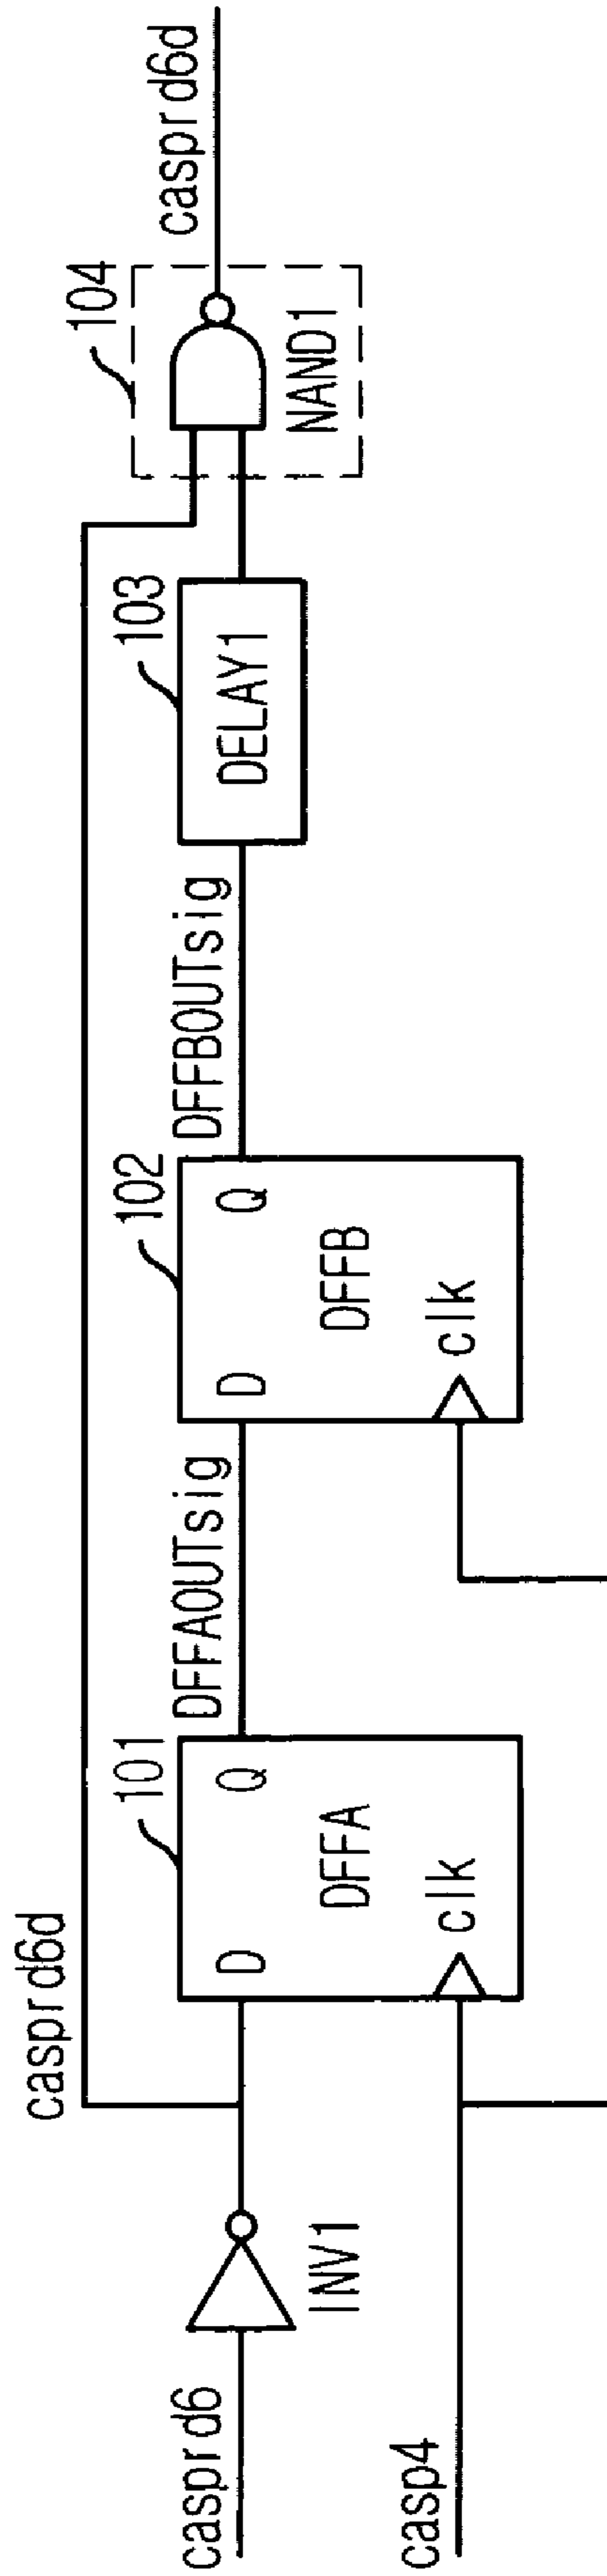 casprd6
INV1
casp4
casprd6d
101
D
Q
DFFA
clk
DFFAOUTsig
102
D
Q
DFFB
clk
DFFBOUTsig
103
DELAY1
104
NAND1
casprd6d